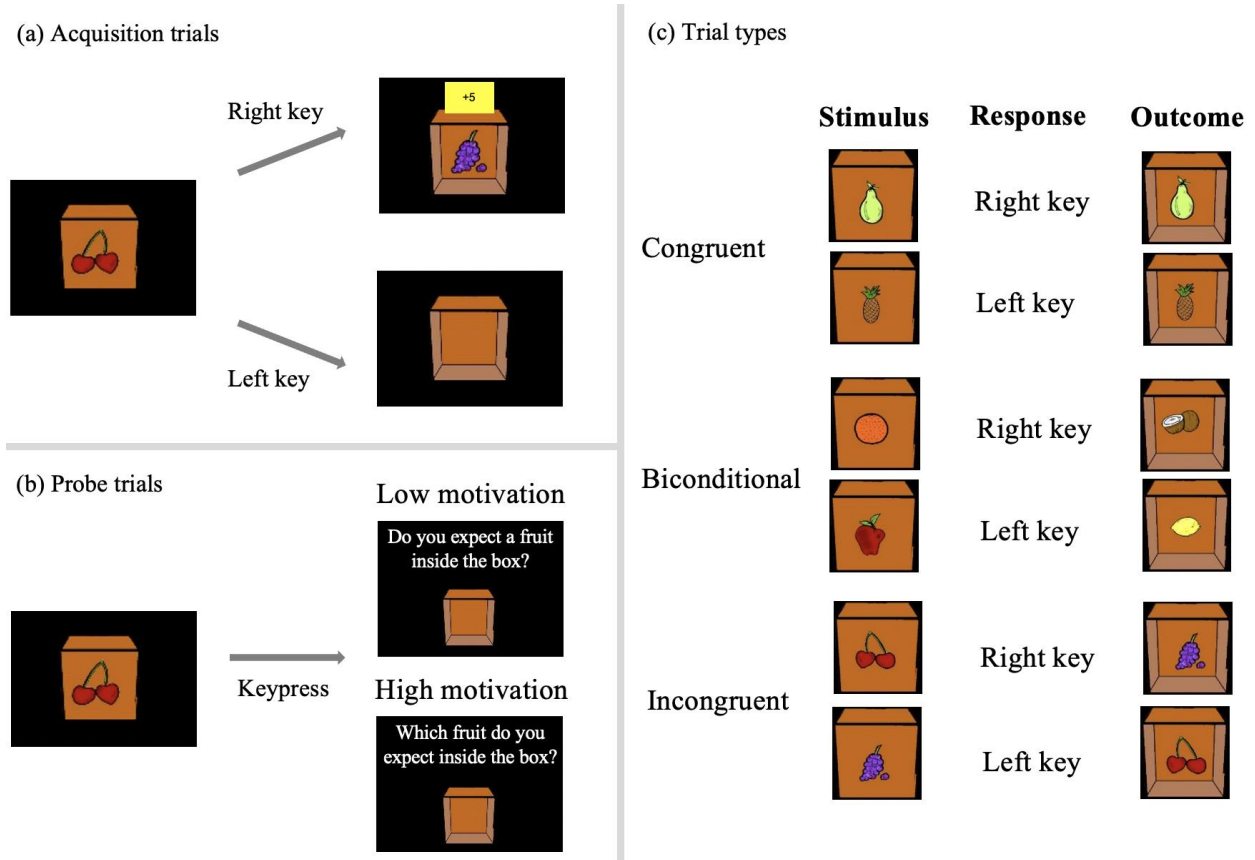 (a) Acquisition trials
Right key
+5
Left key
(b) Probe trials
Low motivation
Do you expect a fruit
inside the box?
Keypress
High motivation
Which fruit do you
expect inside the box?
(c) Trial types
Stimulus Response Outcome
Congruent
Right key
Left key
Biconditional
Right key
Left key
Incongruent
Right key
Left key